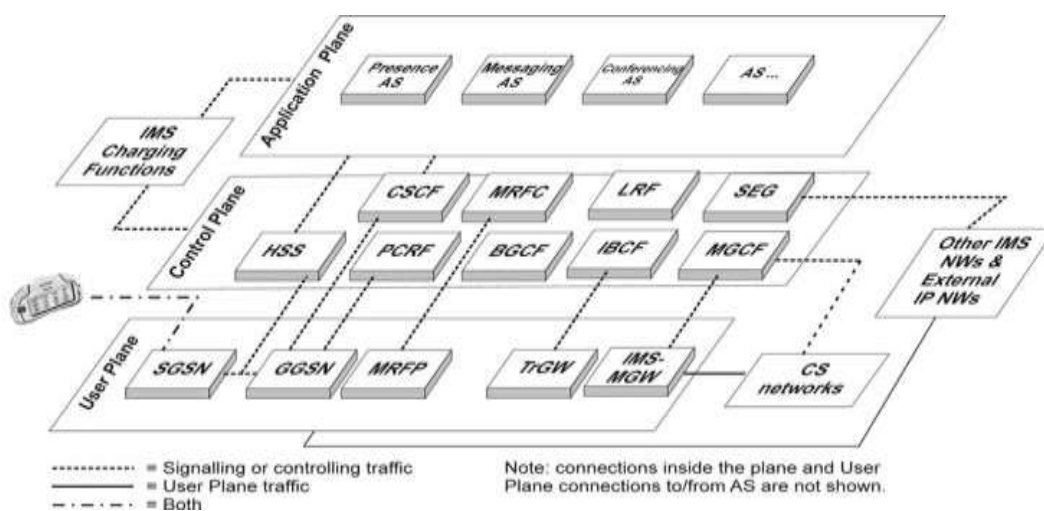 Application Plane
Presence
AS
Messaging
AS
Conferencing
AS
AS ...
IMS
Charging
Functions
Control Plane
CSCF
MRFC
LRF
SEG
HSS
PCRF
BGCF
IBCF
MGCF
Other IMS
NWs &
External
IP NWs
User Plane
SGSN
GGSN
MRFP
TrGW
IMS-
MGW
CS
networks
= Signalling or controlling traffic
= User Plane traffic
= Both
Note: connections inside the plane and User
Plane connections to/from AS are not shown.